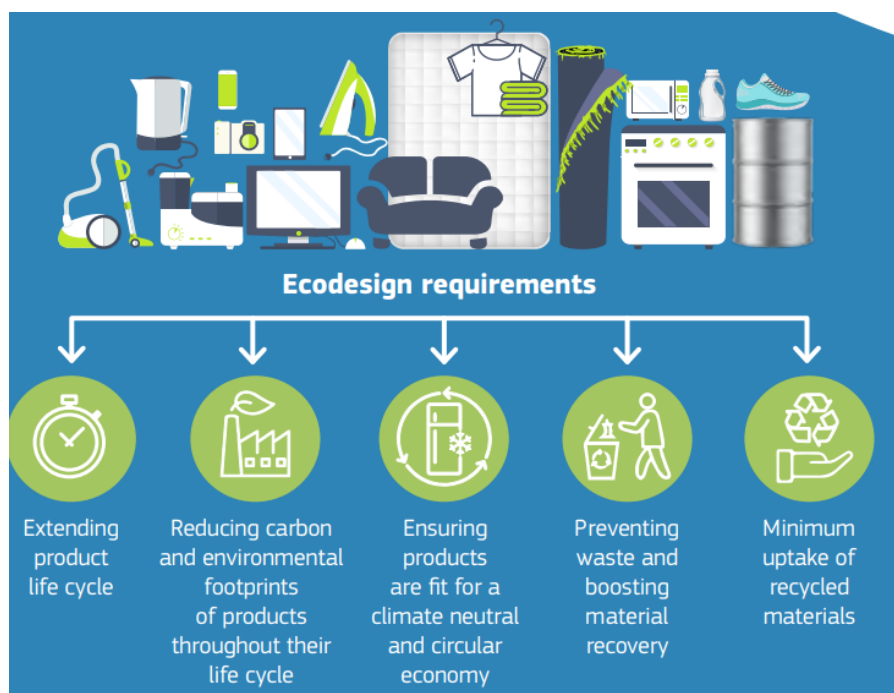 Ecodesign requirements
Extending
product
life cycle
Reducing carbon
and environmental
footprints
of products
throughout their
life cycle
Ensuring
products
are fit for a
climate neutral
and circular
economy
Preventing
waste and
boosting
material
recovery
Minimum
uptake of
recycled
materials